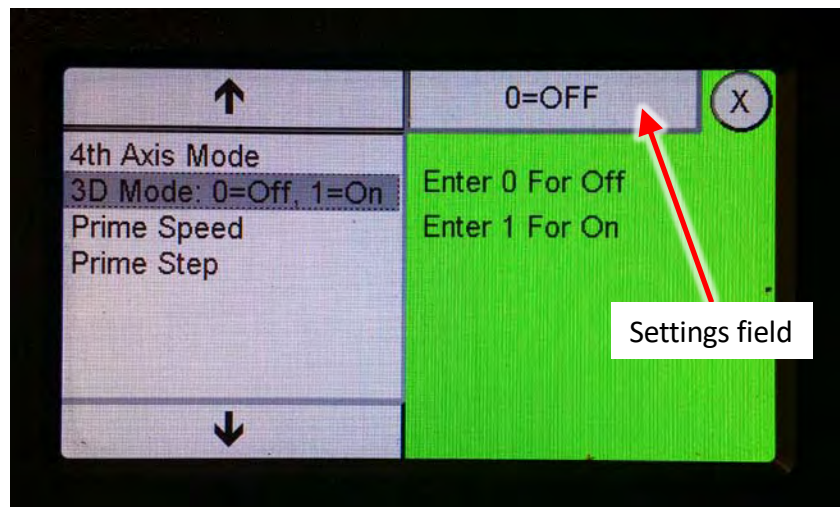 4th Axis Mode
3D Mode: 0=Off, 1=On
Prime Speed
Prime Step
0=OFF
X
Enter 0 For Off
Enter 1 For On
Settings field